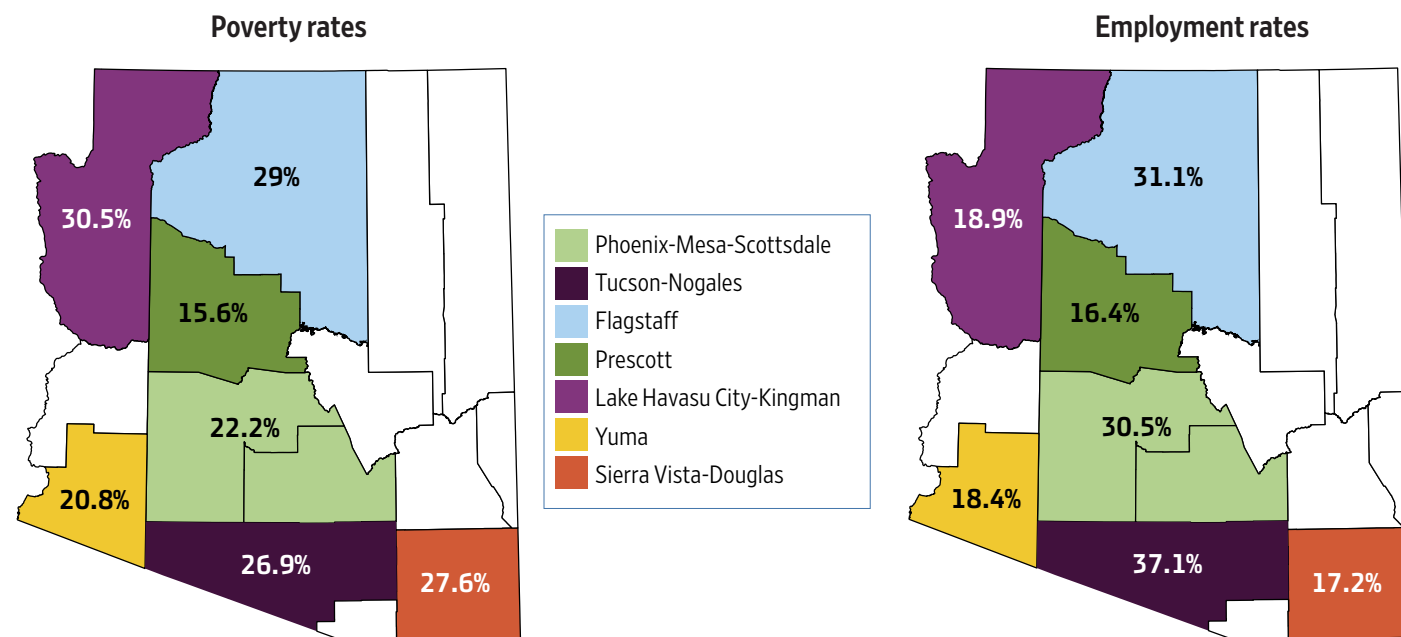 Poverty rates
29%
30.5%
15.6%
22.2%
20.8%
26.9%
27.6%
Phoenix-Mesa-Scottsdale
Tucson-Nogales
Flagstaff
Prescott
Lake Havasu City-Kingman
Yuma
Sierra Vista-Douglas
Employment rates
31.1%
18.9%
16.4%
30.5%
18.4%
37.1%
17.2%